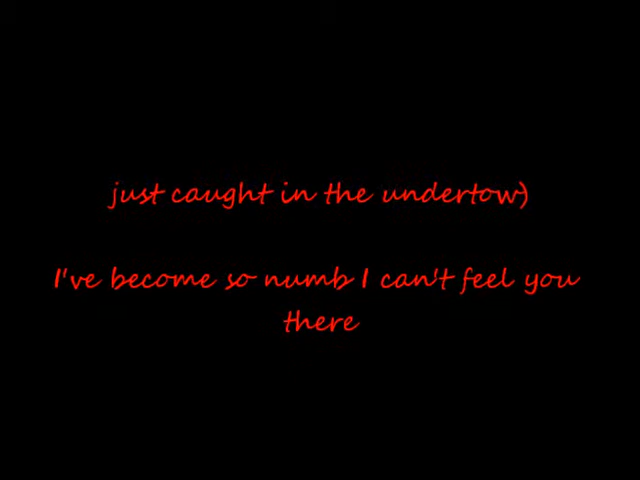 just caught in the undertow)
I've become so numb I can't feel you
there